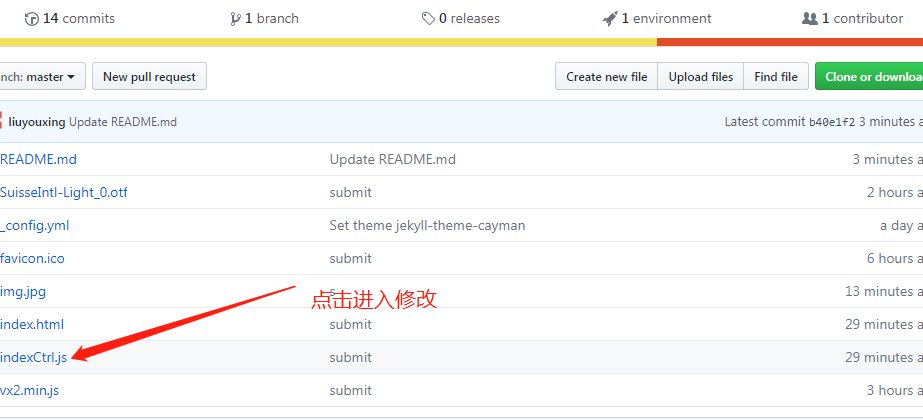 14 commits 1 branch 0 releases 1 environment 1 contributor
nch: master New pull request Create new file Upload files Find file Clone or downloa
liuyouxing Update README.md Latest commit b40e1f2 3 minutes a
README.md Update README.md 3 minutes a
SuisseIntl-Light_0.otf submit 2 hours a
_config.yml Set theme jekyll-theme-cayman a day a
favicon.ico submit 6 hours a
img.jpg s 13 minutes a
点击进入修改
index.html submit 29 minutes a
indexCtrl.js submit 29 minutes a
vx2.min.js submit 3 hours a